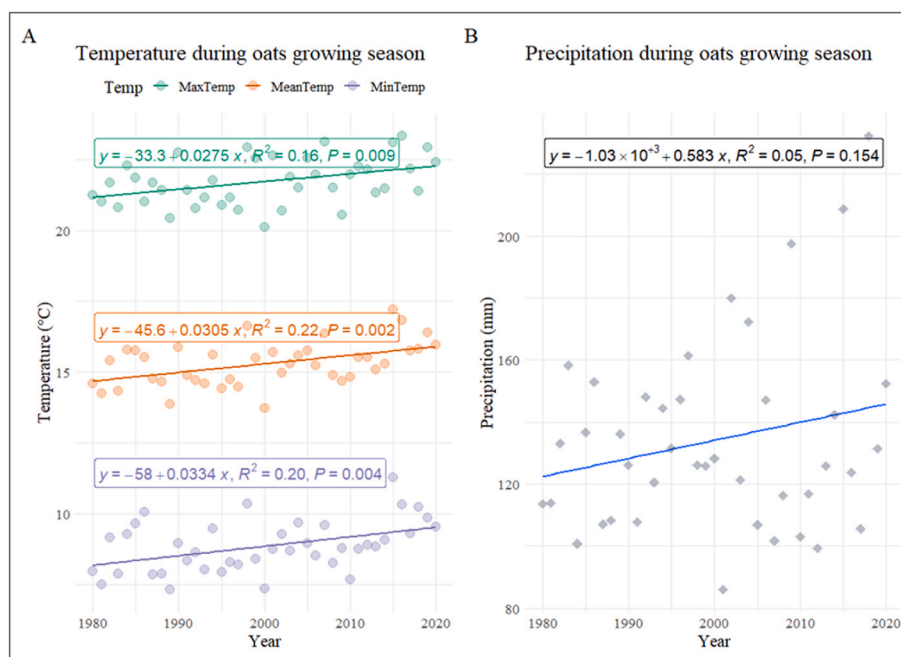 A
Temperature during oats growing season
Temp MaxTemp MeanTemp MinTemp
y = −33.3 + 0.0275 x, R² = 0.16, P = 0.009
y = −45.6 + 0.0305 x, R² = 0.22, P = 0.002
y = −58 + 0.0334 x, R² = 0.20, P = 0.004
Temperature (°C)
20
15
10
1980 1990 2000 2010 2020
Year
B
Precipitation during oats growing season
y = −1.03 × 10⁺³ + 0.583 x, R² = 0.05, P = 0.154
Precipitation (mm)
200
160
120
80
1980 1990 2000 2010 2020
Year